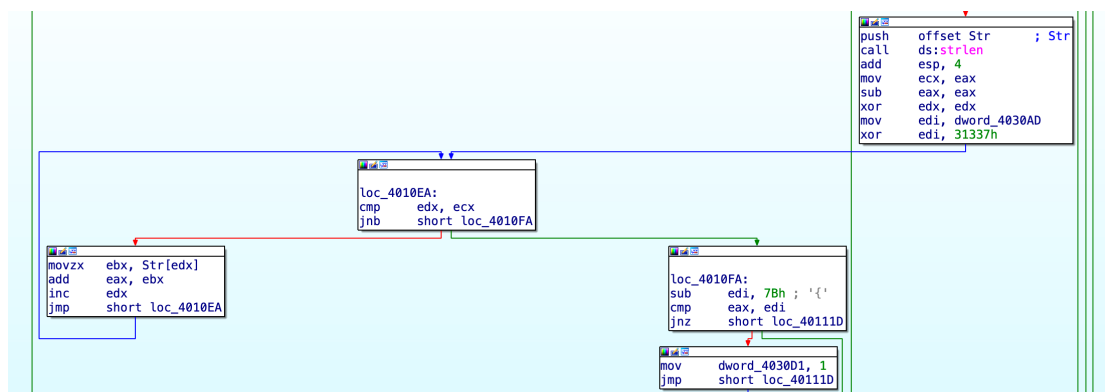 push offset Str ; Str
call ds:strlen
add esp, 4
mov ecx, eax
sub eax, eax
xor edx, edx
mov edi, dword_4030AD
xor edi, 31337h
loc_4010EA:
cmp edx, ecx
jnb short loc_4010FA
movzx ebx, Str[edx]
add eax, ebx
inc edx
jmp short loc_4010EA
loc_4010FA:
sub edi, 7Bh ; '{'
cmp eax, edi
jnz short loc_40111D
mov dword_4030D1, 1
jmp short loc_40111D